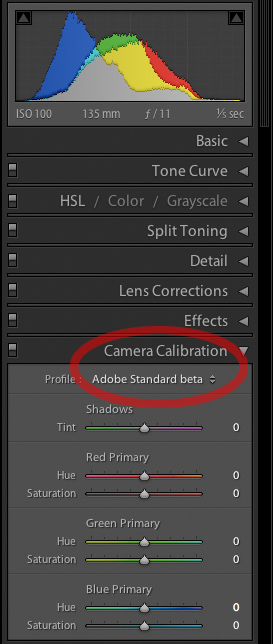 ISO 100 135 mm ƒ / 11 ⅕ sec
Basic
Tone Curve
HSL / Color / Grayscale
Split Toning
Detail
Lens Corrections
Effects
Camera Calibration
Profile : Adobe Standard beta
Shadows
Tint 0
Red Primary
Hue 0
Saturation 0
Green Primary
Hue 0
Saturation 0
Blue Primary
Hue 0
Saturation 0